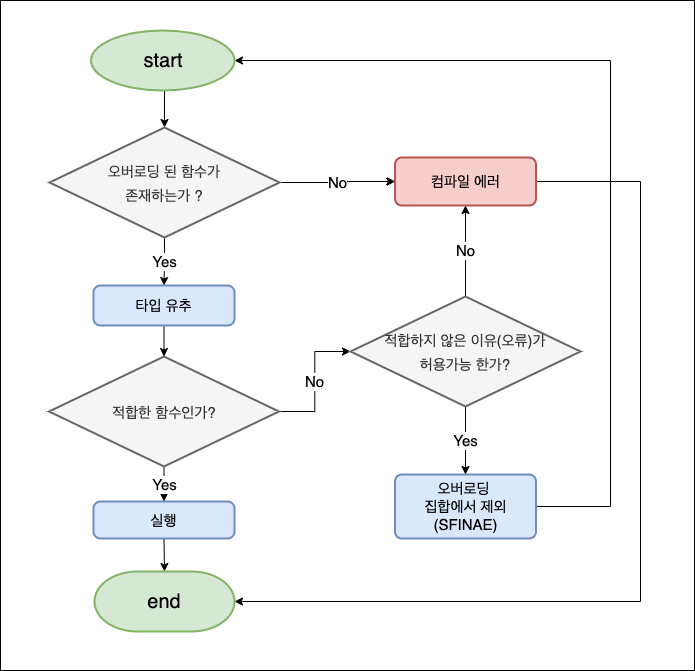 start
오버로딩 된 함수가
존재하는가 ?
No
컴파일 에러
Yes
No
타입 유추
적합하지 않은 이유(오류)가
허용가능 한가?
No
적합한 함수인가?
Yes
Yes
오버로딩
집합에서 제외
(SFINAE)
실행
end